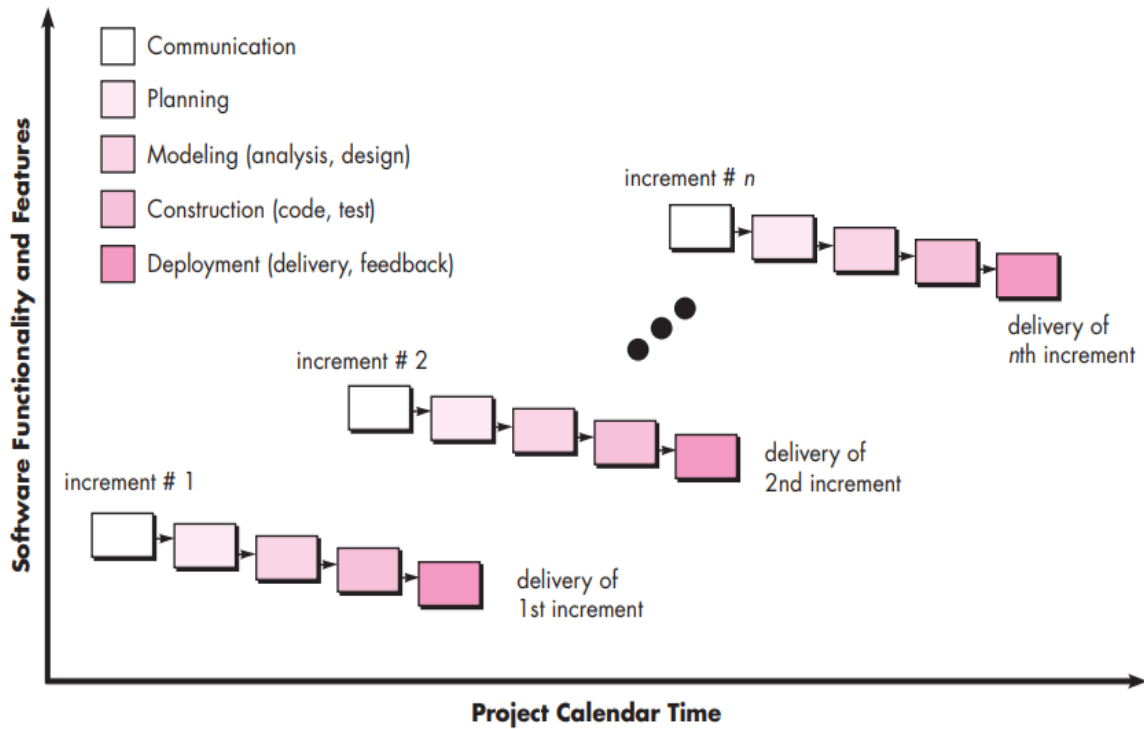 Software Functionality and Features
Communication
Planning
Modeling (analysis, design)
Construction (code, test)
Deployment (delivery, feedback)
increment # n
delivery of
nth increment
increment # 2
delivery of
2nd increment
increment # 1
delivery of
1st increment
Project Calendar Time